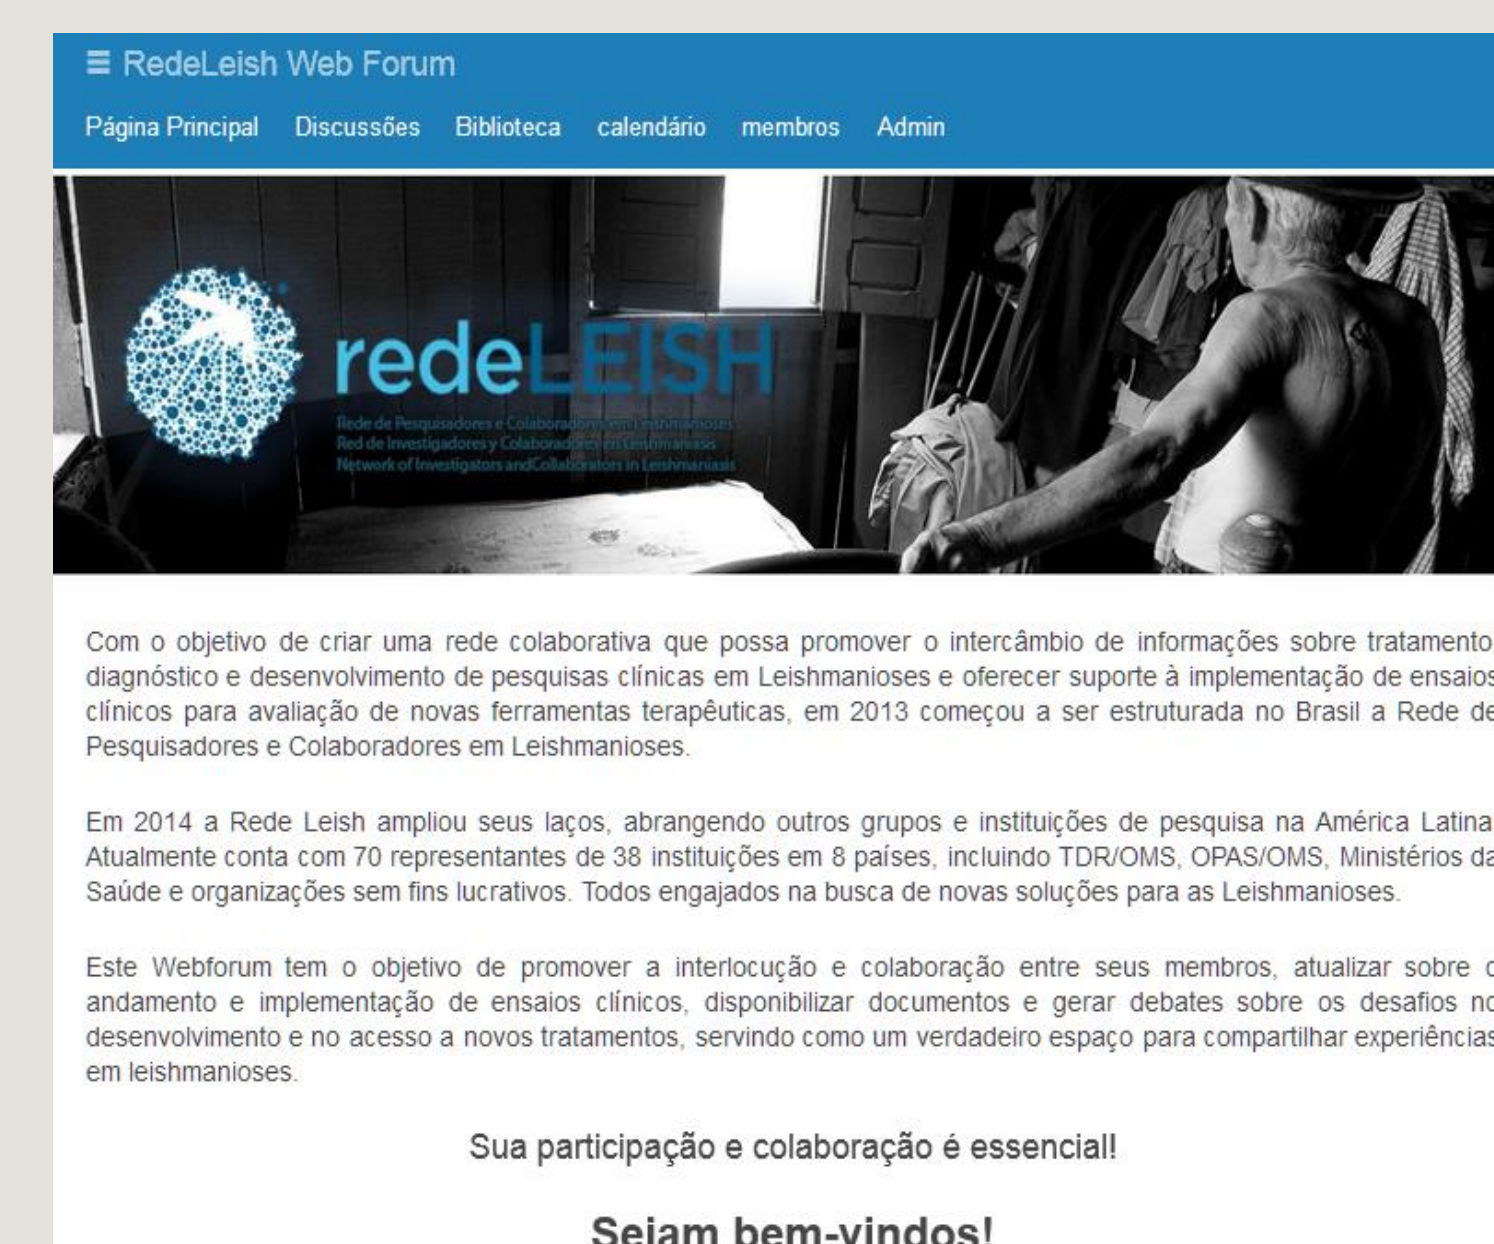 RedeLeish Web Forum
Página Principal Discussões Biblioteca calendário membros Admin
redeLEISH
Rede de Pesquisadores e Colaboradores em Leishmanioses
Red de Investigadores y Colaboradores en Leishmaniasis
Network of Investigators andCollaborators in Leishmaniasis
Com o objetivo de criar uma rede colaborativa que possa promover o intercâmbio de informações sobre tratamento
diagnóstico e desenvolvimento de pesquisas clínicas em Leishmanioses e oferecer suporte à implementação de ensaios
clínicos para avaliação de novas ferramentas terapêuticas, em 2013 começou a ser estruturada no Brasil a Rede de
Pesquisadores e Colaboradores em Leishmanioses.
Em 2014 a Rede Leish ampliou seus laços, abrangendo outros grupos e instituições de pesquisa na América Latina
Atualmente conta com 70 representantes de 38 instituições em 8 países, incluindo TDR/OMS, OPAS/OMS, Ministérios da
Saúde e organizações sem fins lucrativos. Todos engajados na busca de novas soluções para as Leishmanioses.
Este Webforum tem o objetivo de promover a interlocução e colaboração entre seus membros, atualizar sobre o
andamento e implementação de ensaios clínicos, disponibilizar documentos e gerar debates sobre os desafios no
desenvolvimento e no acesso a novos tratamentos, servindo como um verdadeiro espaço para compartilhar experiências
em leishmanioses.
Sua participação e colaboração é essencial!
Sejam bem-vindos!